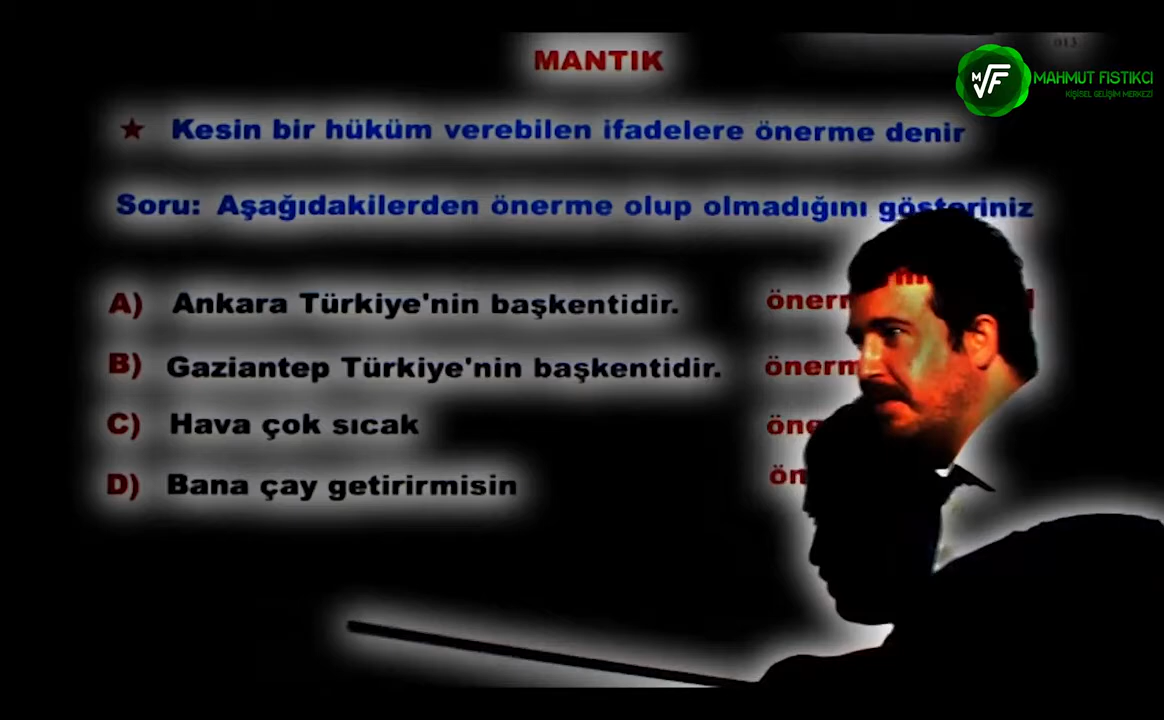 013
MANTIK
MAHMUT FISTIKCI
KİŞİSEL GELİŞİM MERKEZİ
★ Kesin bir hüküm verebilen ifadelere önerme denir
Soru: Aşağıdakilerden önerme olup olmadığını gösteriniz
A) Ankara Türkiye'nin başkentidir.
B) Gaziantep Türkiye'nin başkentidir.
C) Hava çok sıcak
D) Bana çay getirirmisin